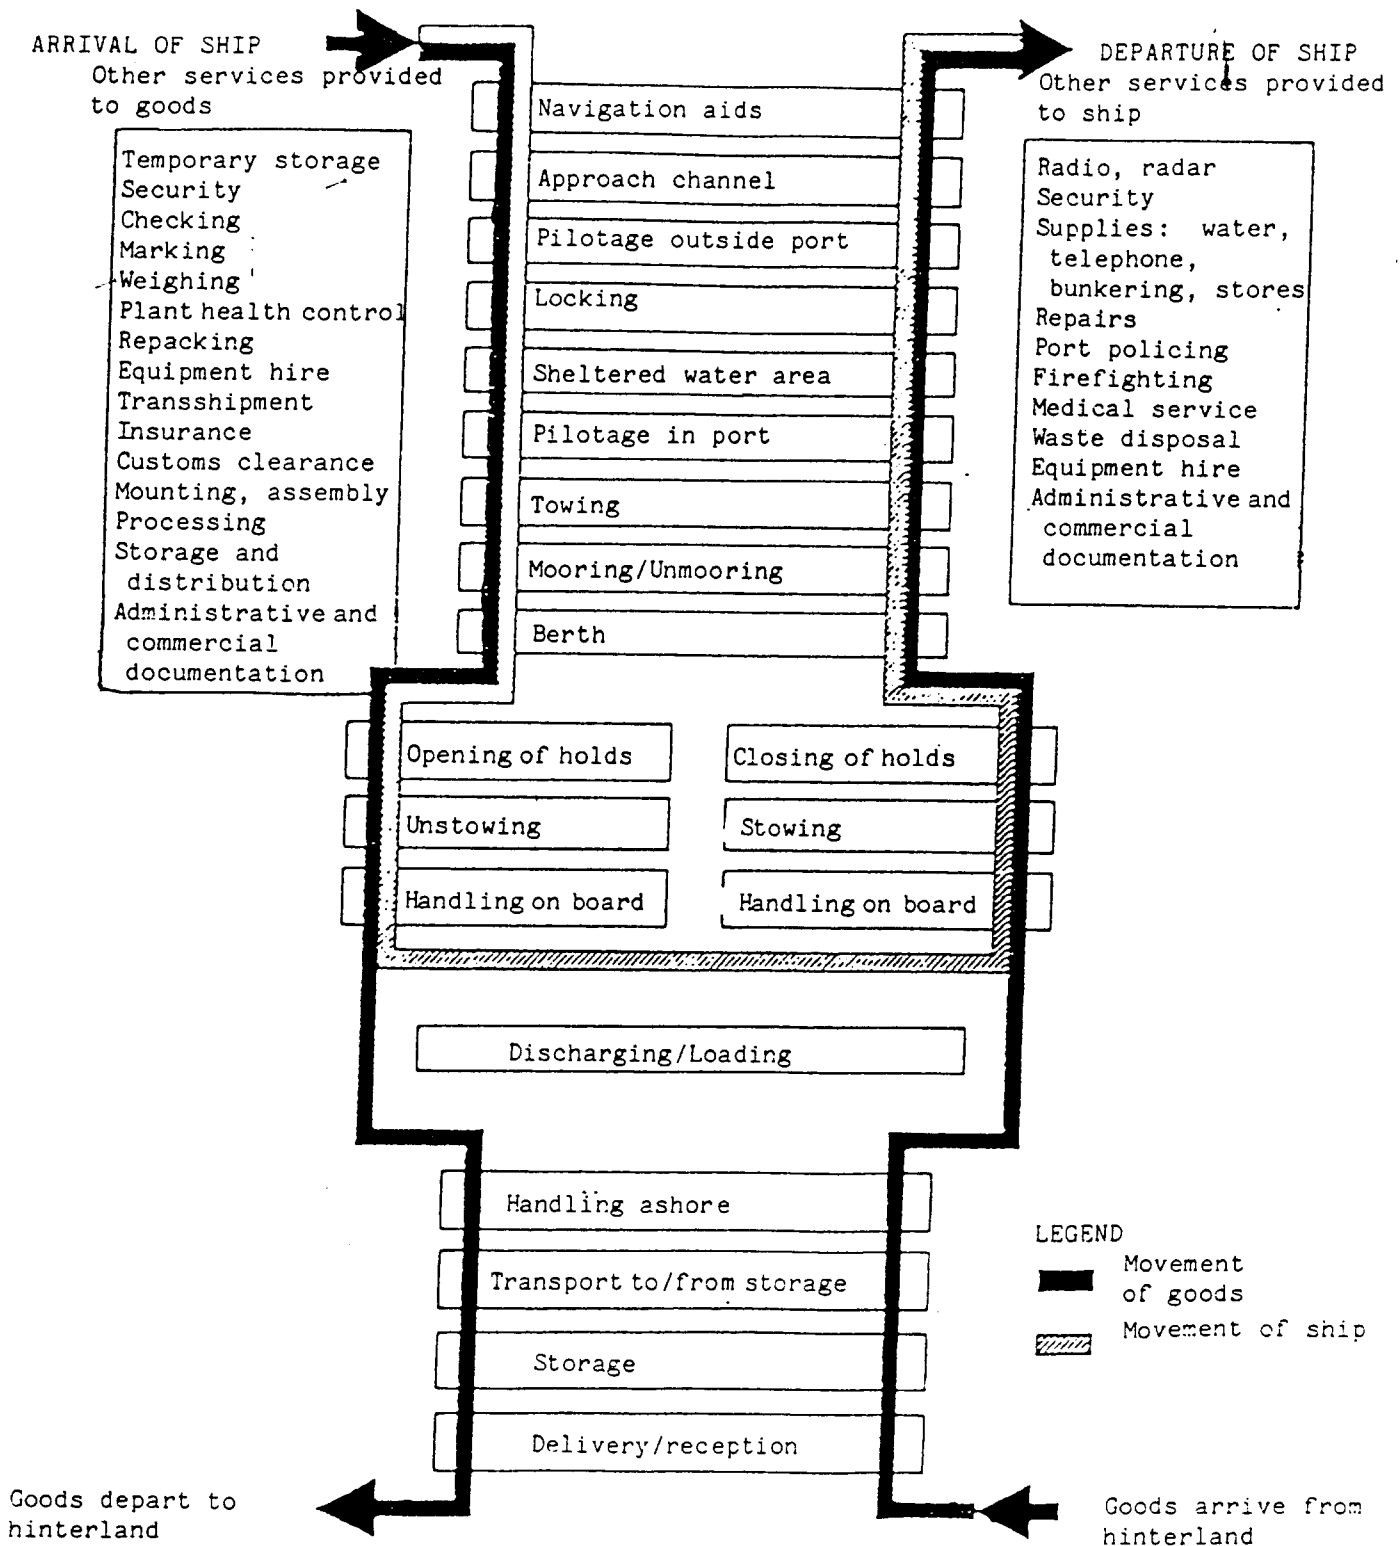 ARRIVAL OF SHIP
Other services provided
to goods
Temporary storage
Security
Checking
Marking
Weighing
Plant health control
Repacking
Equipment hire
Transshipment
Insurance
Customs clearance
Mounting, assembly
Processing
Storage and
distribution
Administrative and
commercial
documentation
Navigation aids
Approach channel
Pilotage outside port
Locking
Sheltered water area
Pilotage in port
Towing
Mooring/Unmooring
Berth
DEPARTURE OF SHIP
Other services provided
to ship
Radio, radar
Security
Supplies: water,
telephone,
bunkering, stores
Repairs
Port policing
Firefighting
Medical service
Waste disposal
Equipment hire
Administrative and
commercial
documentation
Opening of holds
Closing of holds
Unstowing
Stowing
Handling on board
Handling on board
Discharging/Loading
Handling ashore
Transport to/from storage
Storage
Delivery/reception
LEGEND
Movement
of goods
Movement of ship
Goods depart to
hinterland
Goods arrive from
hinterland